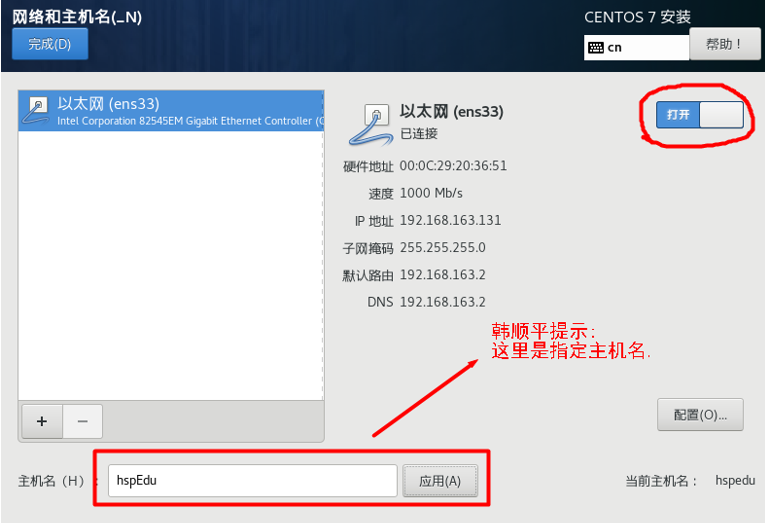 网络和主机名(_N)
CENTOS 7 安装
完成(D)
cn
帮助！
以太网 (ens33)
Intel Corporation 82545EM Gigabit Ethernet Controller (C
以太网 (ens33)
已连接
打开
硬件地址 00:0C:29:20:36:51
速度 1000 Mb/s
IP 地址 192.168.163.131
子网掩码 255.255.255.0
默认路由 192.168.163.2
DNS 192.168.163.2
韩顺平提示:
这里是指定主机名.
+ −
配置(O)...
主机名（H）: hspEdu 应用(A) 当前主机名： hspedu